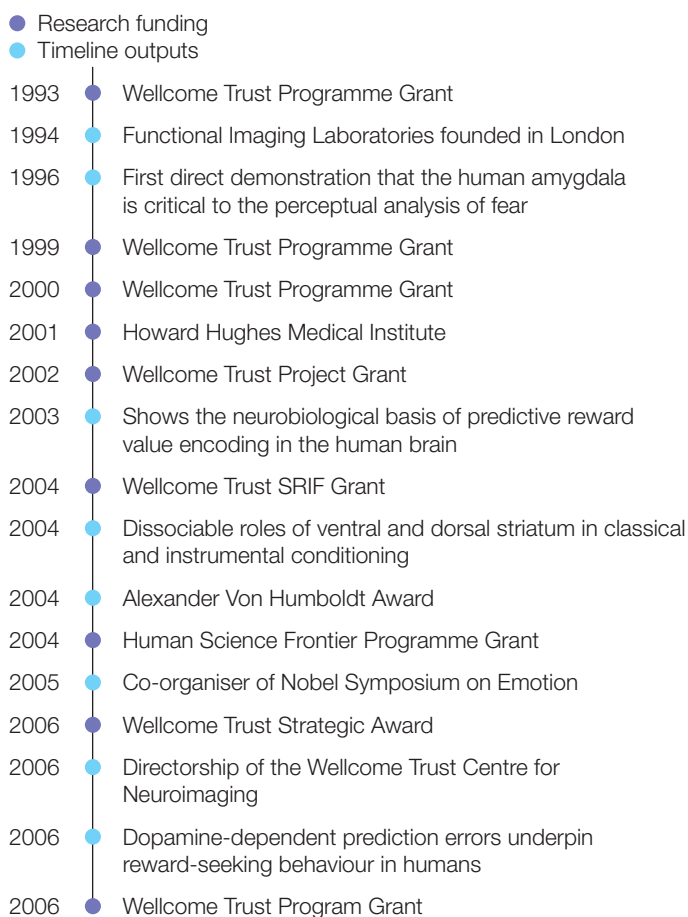 Research funding
Timeline outputs
1993 Wellcome Trust Programme Grant
1994 Functional Imaging Laboratories founded in London
1996 First direct demonstration that the human amygdala
is critical to the perceptual analysis of fear
1999 Wellcome Trust Programme Grant
2000 Wellcome Trust Programme Grant
2001 Howard Hughes Medical Institute
2002 Wellcome Trust Project Grant
2003 Shows the neurobiological basis of predictive reward
value encoding in the human brain
2004 Wellcome Trust SRIF Grant
2004 Dissociable roles of ventral and dorsal striatum in classical
and instrumental conditioning
2004 Alexander Von Humboldt Award
2004 Human Science Frontier Programme Grant
2005 Co-organiser of Nobel Symposium on Emotion
2006 Wellcome Trust Strategic Award
2006 Directorship of the Wellcome Trust Centre for
Neuroimaging
2006 Dopamine-dependent prediction errors underpin
reward-seeking behaviour in humans
2006 Wellcome Trust Program Grant